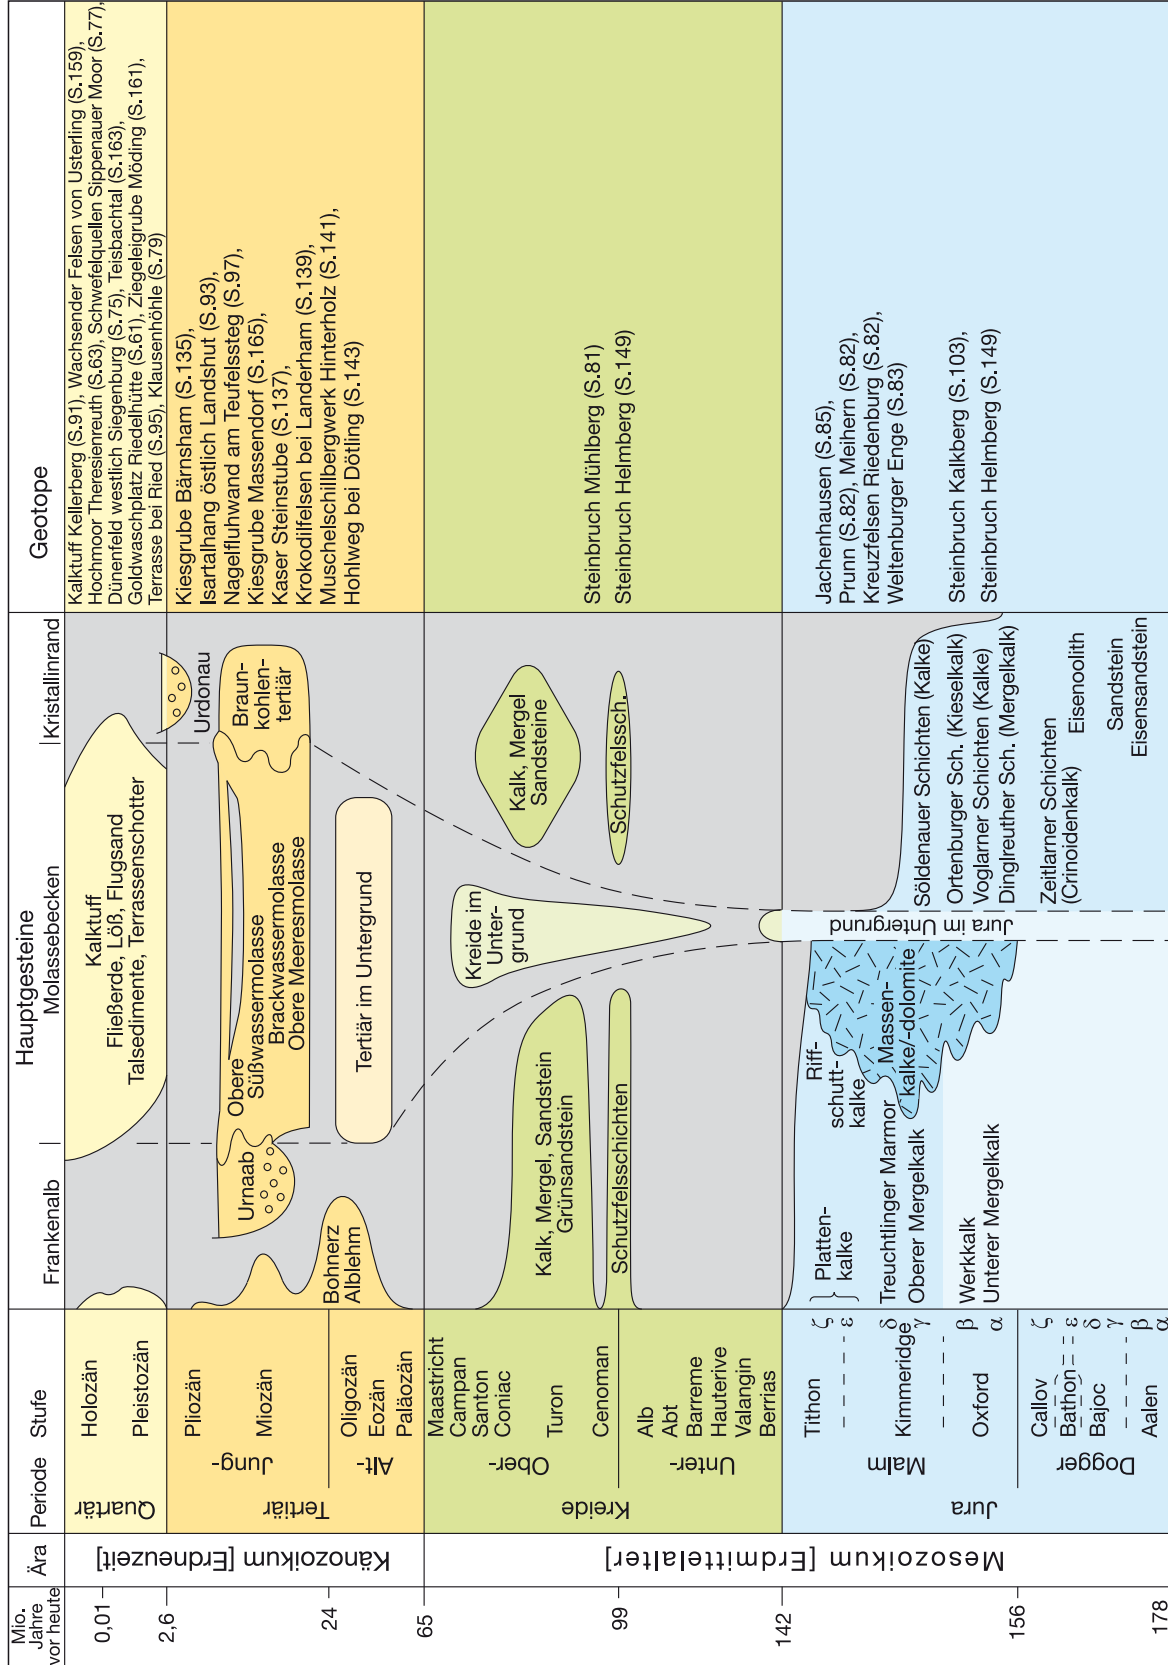 Mio.
Jahre
vor heute
Ära
Periode
Stufe
Hauptgesteine
Frankenalb
Molassebecken
Kristallinrand
Geotope
0,01
2,6
24
65
99
142
156
178
Känozoikum [Erdneuzeit]
Mesozoikum [Erdmittelalter]
Quartär
Tertiär
Jung-
Alt-
Kreide
Ober-
Unter-
Jura
Malm
Dogger
Holozän
Pleistozän
Pliozän
Miozän
Oligozän
Eozän
Paläozän
Maastricht
Campan
Santon
Coniac
Turon
Cenoman
Alb
Abt
Barreme
Hauterive
Valangin
Berrias
Tithon
Kimmeridge
Oxford
Callov
Bathon
Bajoc
Aalen
ζ
ε
δ
γ
β
α
ζ
ε
δ
γ
β
α
Kalktuff
Fließerde, Löß, Flugsand
Talsedimente, Terrassenschotter
Urdonau
Urnaab
Obere
Süßwassermolasse
Brackwassermolasse
Obere Meeresmolasse
Braun-
kohlen-
tertiär
Bohnerz
Alblehm
Tertiär im Untergrund
Kalk, Mergel, Sandstein
Grünsandstein
Schutzfelsschichten
Kreide im
Unter-
grund
Kalk, Mergel
Sandsteine
Schutzfelssch.
Platten-
kalke
Riff-
schutt-
kalke
Treuchtlinger Marmor
Oberer Mergelkalk
Massen-
kalke/-dolomite
Werkkalk
Unterer Mergelkalk
Jura im Untergrund
Söldenauer Schichten (Kalke)
Ortenburger Sch. (Kieselkalk)
Voglarner Schichten (Kalke)
Dinglreuther Sch. (Mergelkalk)
Zeitlarner Schichten
(Crinoidenkalk)
Eisenoolith
Sandstein
Eisensandstein
Kalktuff Kellerberg (S.91), Wachsender Felsen von Usterling (S.159),
Hochmoor Theresienreuth (S.63), Schwefelquellen Sippenauer Moor (S.77),
Dünenfeld westlich Siegenburg (S.75), Teisbachtal (S.163),
Goldwaschplatz Riedelhütte (S.61), Ziegeleigrube Möding (S.161),
Terrasse bei Ried (S.95), Klausenhöhle (S.79)
Kiesgrube Bärnsham (S.135),
Isartalhang östlich Landshut (S.93),
Nagelfluhwand am Teufelssteg (S.97),
Kiesgrube Massendorf (S.165),
Kaser Steinstube (S.137),
Krokodilfelsen bei Landerham (S.139),
Muschelschillbergwerk Hinterholz (S.141),
Hohlweg bei Dötling (S.143)
Steinbruch Mühlberg (S.81)
Steinbruch Helmberg (S.149)
Jachenhausen (S.85),
Prunn (S.82), Meihern (S.82),
Kreuzfelsen Riedenburg (S.82),
Weltenburger Enge (S.83)
Steinbruch Kalkberg (S.103),
Steinbruch Helmberg (S.149)